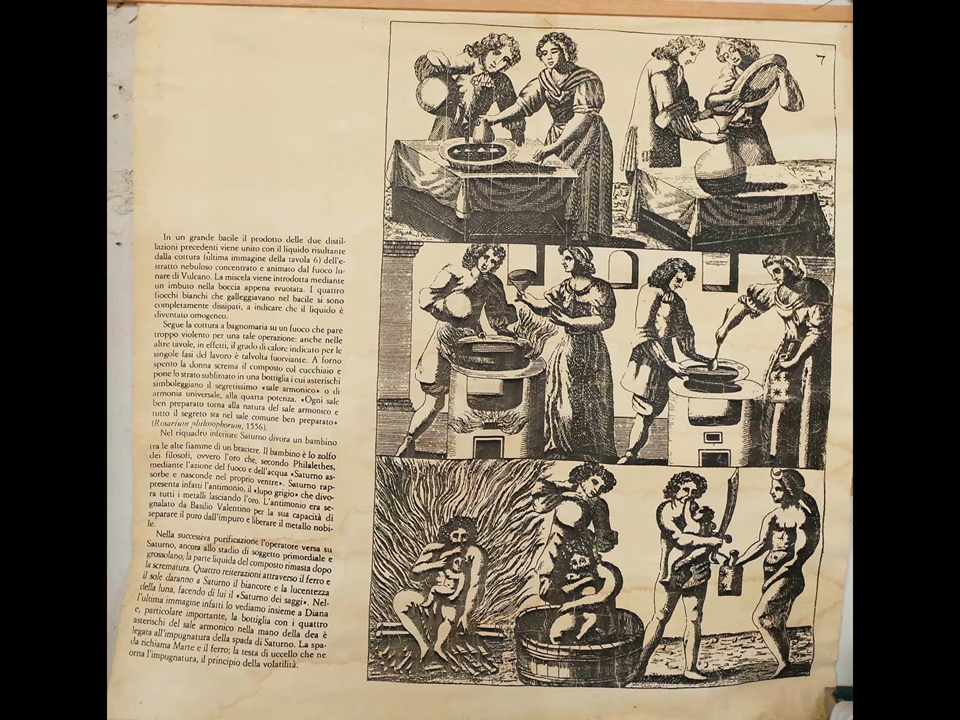 7
In un grande bacile il prodotto delle due distil-
lazioni precedenti viene unito con il liquido risultante
dalla cottura (ultima immagine della tavola 6) dell'e-
stratto nebuloso concentrato e animato dal fuoco lu-
nare di Vulcano. La miscela viene introdotta mediante
un imbuto nella boccia appena svuotata. I quattro
fiocchi bianchi che galleggiavano nel bacile si sono
completamente dissipati, a indicare che il liquido è
diventato omogeneo.
Segue la cottura a bagnomaria su un fuoco che pare
troppo violento per una tale operazione: anche nelle
altre tavole, in effetti, il grado di calore indicato per le
singole fasi del lavoro è talvolta fuorviante. A forno
spento la donna screma il composto col cucchiaio e
pone lo strato sublimato in una bottiglia i cui asterischi
simboleggiano il segretissimo «sale armonico» o di
armonia universale, alla quarta potenza. «Ogni sale
ben preparato torna alla natura del sale armonico e
tutto il segreto sta nel sale comune ben preparato»
(Rosarium philosophorum, 1556).
Nel riquadro inferiore Saturno divora un bambino
tra le alte fiamme di un braciere. Il bambino è lo zolfo
dei filosofi, ovvero l'oro che, secondo Philalethes,
mediante l'azione del fuoco e dell'acqua «Saturno as-
sorbe e nasconde nel proprio ventre». Saturno rap-
presenta infatti l'antimonio, il «lupo grigio» che divo-
ra tutti i metalli lasciando l'oro. L'antimonio era se-
gnalato da Basilio Valentino per la sua capacità di
separare il puro dall'impuro e liberare il metallo nobi-
le.
Nella successiva purificazione l'operatore versa su
Saturno, ancora allo stadio di soggetto primordiale e
grossolano, la parte liquida del composto rimasta dopo
la scrematura. Quattro reiterazioni attraverso il ferro e
il sole daranno a Saturno il biancore e la lucentezza
della luna, facendo di lui il «Saturno dei saggi». Nel-
l'ultima immagine infatti lo vediamo insieme a Diana
e, particolare importante, la bottiglia con i quattro
asterischi del sale armonico nella mano della dea è
legata all'impugnatura della spada di Saturno. La spa-
da richiama Marte e il ferro; la testa di uccello che ne
orna l'impugnatura, il principio della volatilità.